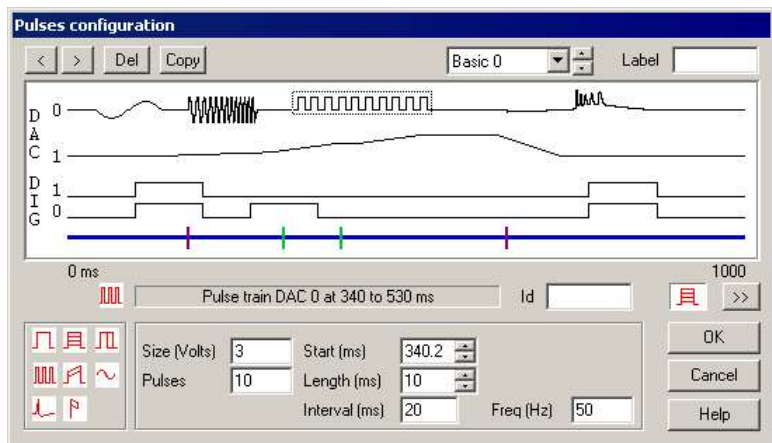 Pulses configuration
< > Del Copy Basic 0 Label
D A C
0
1
D I G
1
0
0 ms 1000
Pulse train DAC 0 at 340 to 530 ms Id >>
Size (Volts) 3 Start (ms) 340.2 OK
Pulses 10 Length (ms) 10 Cancel
Interval (ms) 20 Freq (Hz) 50 Help